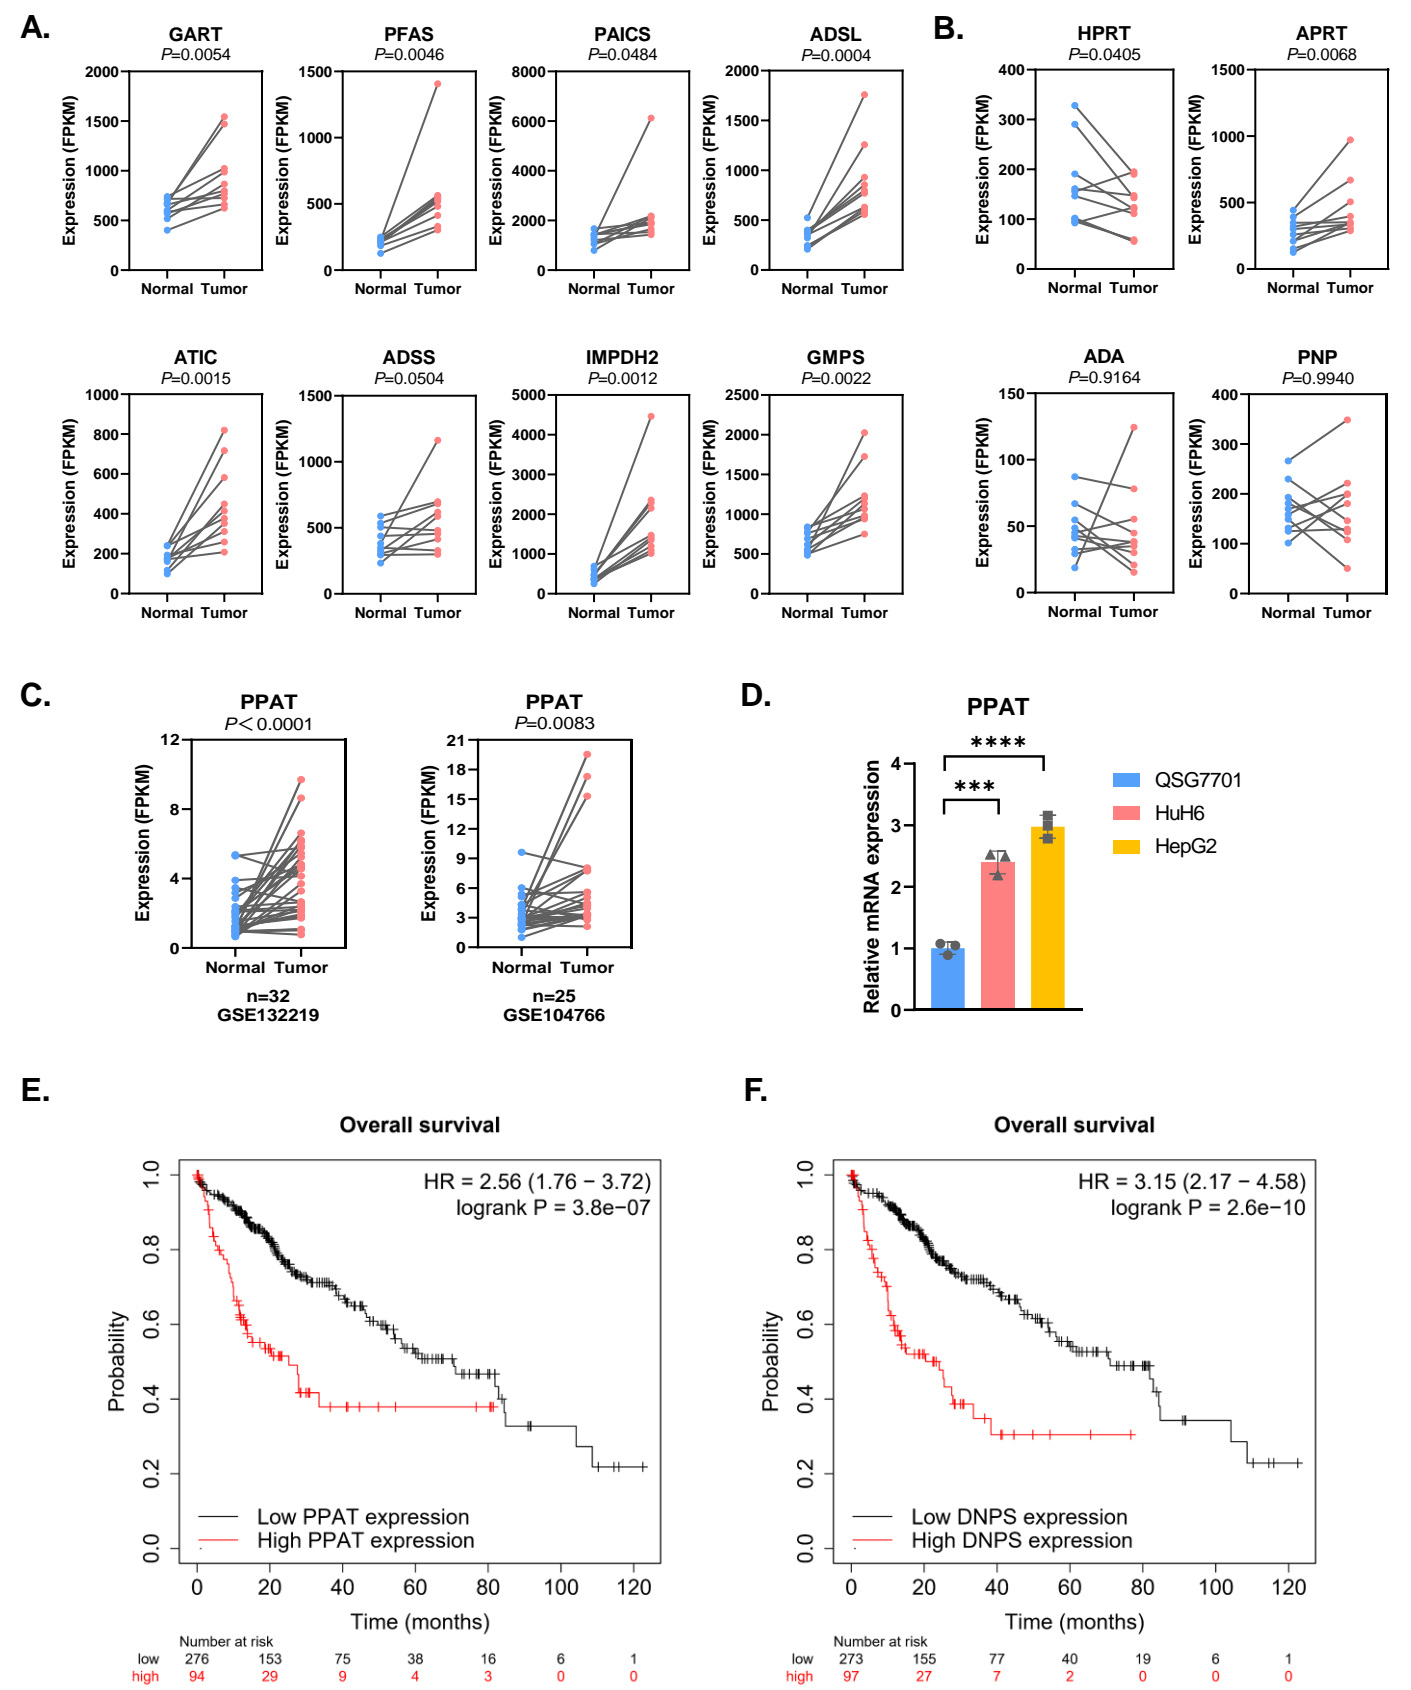 A.
GART
P=0.0054
Expression (FPKM)
2000
1500
1000
500
0
Normal Tumor
PFAS
P=0.0046
Expression (FPKM)
1500
1000
500
0
Normal Tumor
PAICS
P=0.0484
Expression (FPKM)
8000
6000
4000
2000
0
Normal Tumor
ADSL
P=0.0004
Expression (FPKM)
2000
1500
1000
500
0
Normal Tumor
ATIC
P=0.0015
Expression (FPKM)
1000
800
600
400
200
0
Normal Tumor
ADSS
P=0.0504
Expression (FPKM)
1500
1000
500
0
Normal Tumor
IMPDH2
P=0.0012
Expression (FPKM)
5000
4000
3000
2000
1000
0
Normal Tumor
GMPS
P=0.0022
Expression (FPKM)
2500
2000
1500
1000
500
0
Normal Tumor
B.
HPRT
P=0.0405
Expression (FPKM)
400
300
200
100
0
Normal Tumor
APRT
P=0.0068
Expression (FPKM)
1500
1000
500
0
Normal Tumor
ADA
P=0.9164
Expression (FPKM)
150
100
50
0
Normal Tumor
PNP
P=0.9940
Expression (FPKM)
400
300
200
100
0
Normal Tumor
C.
PPAT
P<0.0001
Expression (FPKM)
12
8
4
0
Normal Tumor
n=32
GSE132219
PPAT
P=0.0083
Expression (FPKM)
21
18
15
12
9
6
3
0
Normal Tumor
n=25
GSE104766
D.
PPAT
****
***
Relative mRNA expression
4
3
2
1
0
QSG7701
HuH6
HepG2
E.
Overall survival
HR = 2.56 (1.76 − 3.72)
logrank P = 3.8e−07
Probability
1.0
0.8
0.6
0.4
0.2
0.0
Low PPAT expression
High PPAT expression
0 20 40 60 80 100 120
Time (months)
Number at risk
low 276 153 75 38 16 6 1
high 94 29 9 4 3 0 0
F.
Overall survival
HR = 3.15 (2.17 − 4.58)
logrank P = 2.6e−10
Probability
1.0
0.8
0.6
0.4
0.2
0.0
Low DNPS expression
High DNPS expression
0 20 40 60 80 100 120
Time (months)
Number at risk
low 273 155 77 40 19 6 1
high 97 27 7 2 0 0 0